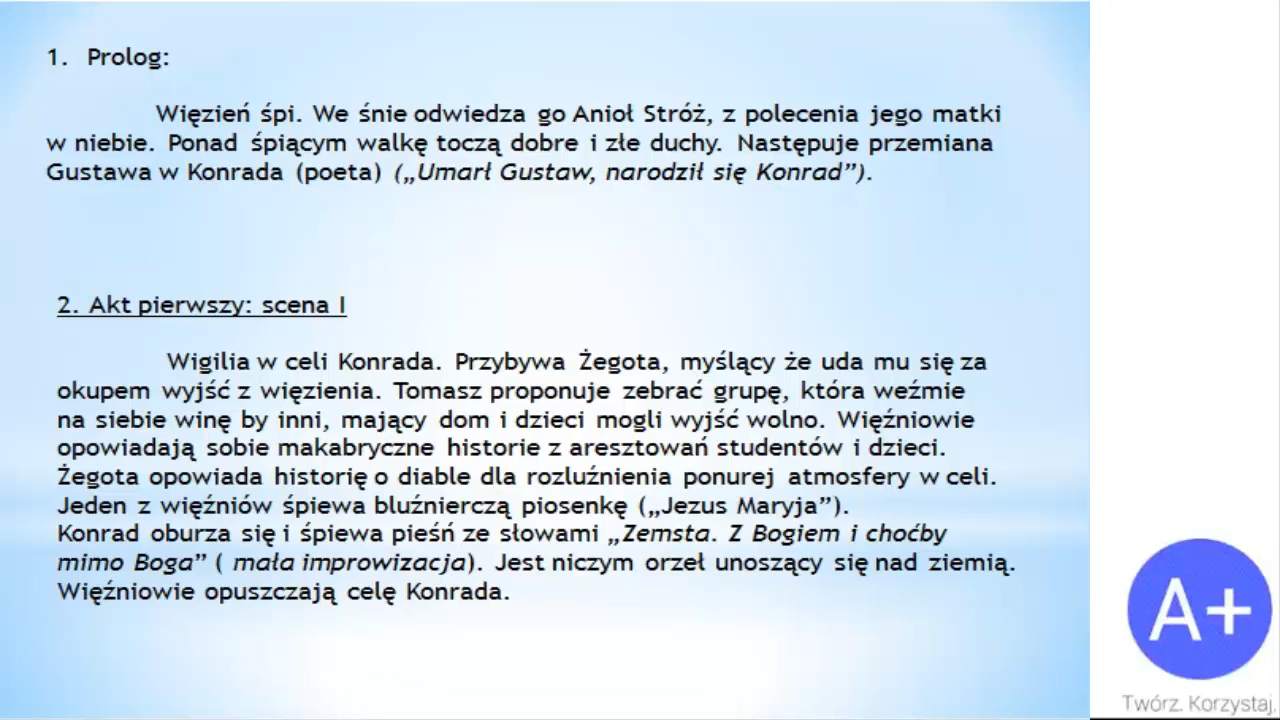 1. Prolog:
Więzień śpi. We śnie odwiedza go Anioł Stróż, z polecenia jego matki
w niebie. Ponad śpiącym walkę toczą dobre i złe duchy. Następuje przemiana
Gustawa w Konrada (poeta) („Umarł Gustaw, narodził się Konrad”).
2. Akt pierwszy: scena I
Wigilia w celi Konrada. Przybywa Żegota, myślący że uda mu się za
okupem wyjść z więzienia. Tomasz proponuje zebrać grupę, która weźmie
na siebie winę by inni, mający dom i dzieci mogli wyjść wolno. Więźniowie
opowiadają sobie makabryczne historie z aresztowań studentów i dzieci.
Żegota opowiada historię o diable dla rozluźnienia ponurej atmosfery w celi.
Jeden z więźniów śpiewa bluźnierczą piosenkę („Jezus Maryja”).
Konrad oburza się i śpiewa pieśń ze słowami „Zemsta. Z Bogiem i choćby
mimo Boga” ( mała improwizacja). Jest niczym orzeł unoszący się nad ziemią.
Więźniowie opuszczają celę Konrada.
A+
Twórz. Korzystaj.